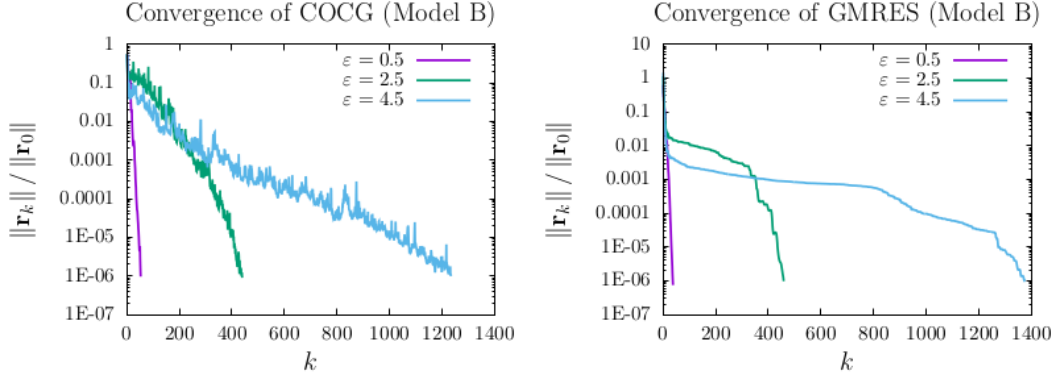 Convergence of COCG (Model B)
1
0.1
0.01
0.001
0.0001
1E-05
1E-06
1E-07
0 200 400 600 800 1000 1200 1400
‖r_k‖ / ‖r_0‖
k
ε = 0.5
ε = 2.5
ε = 4.5
Convergence of GMRES (Model B)
10
1
0.1
0.01
0.001
0.0001
1E-05
1E-06
1E-07
0 200 400 600 800 1000 1200 1400
‖r_k‖ / ‖r_0‖
k
ε = 0.5
ε = 2.5
ε = 4.5